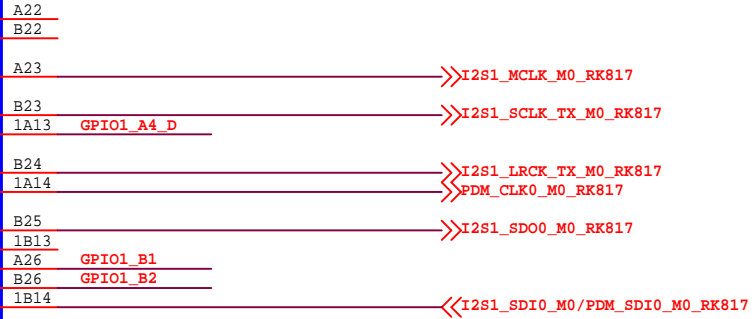 A22
B22
A23 I2S1_MCLK_M0_RK817
B23 I2S1_SCLK_TX_M0_RK817
1A13 GPIO1_A4_D
B24 I2S1_LRCK_TX_M0_RK817
1A14 PDM_CLK0_M0_RK817
B25 I2S1_SDO0_M0_RK817
1B13
A26 GPIO1_B1
B26 GPIO1_B2
1B14 I2S1_SDI0_M0/PDM_SDI0_M0_RK817